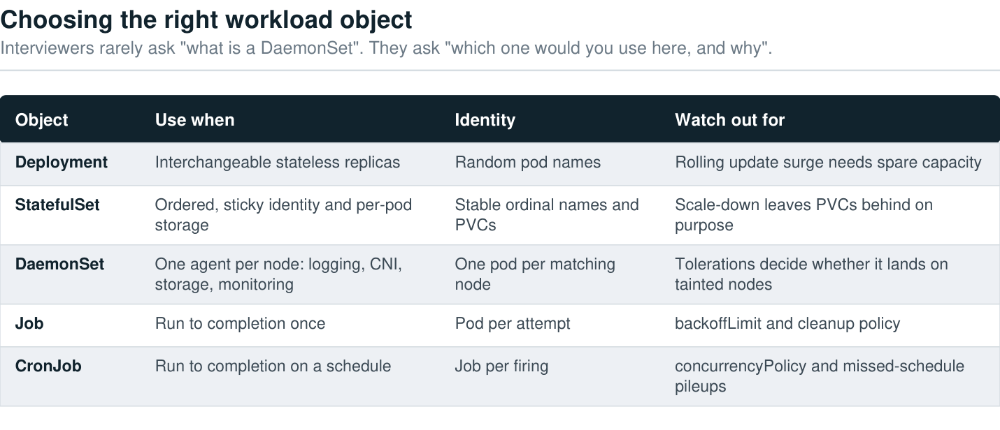 Choosing the right workload object
Interviewers rarely ask "what is a DaemonSet". They ask "which one would you use here, and why".
Object Use when Identity Watch out for
Deployment Interchangeable stateless replicas Random pod names Rolling update surge needs spare capacity
StatefulSet Ordered, sticky identity and per-pod Stable ordinal names and Scale-down leaves PVCs behind on
storage PVCs purpose
DaemonSet One agent per node: logging, CNI, One pod per matching Tolerations decide whether it lands on
storage, monitoring node tainted nodes
Job Run to completion once Pod per attempt backoffLimit and cleanup policy
CronJob Run to completion on a schedule Job per firing concurrencyPolicy and missed-schedule
pileups